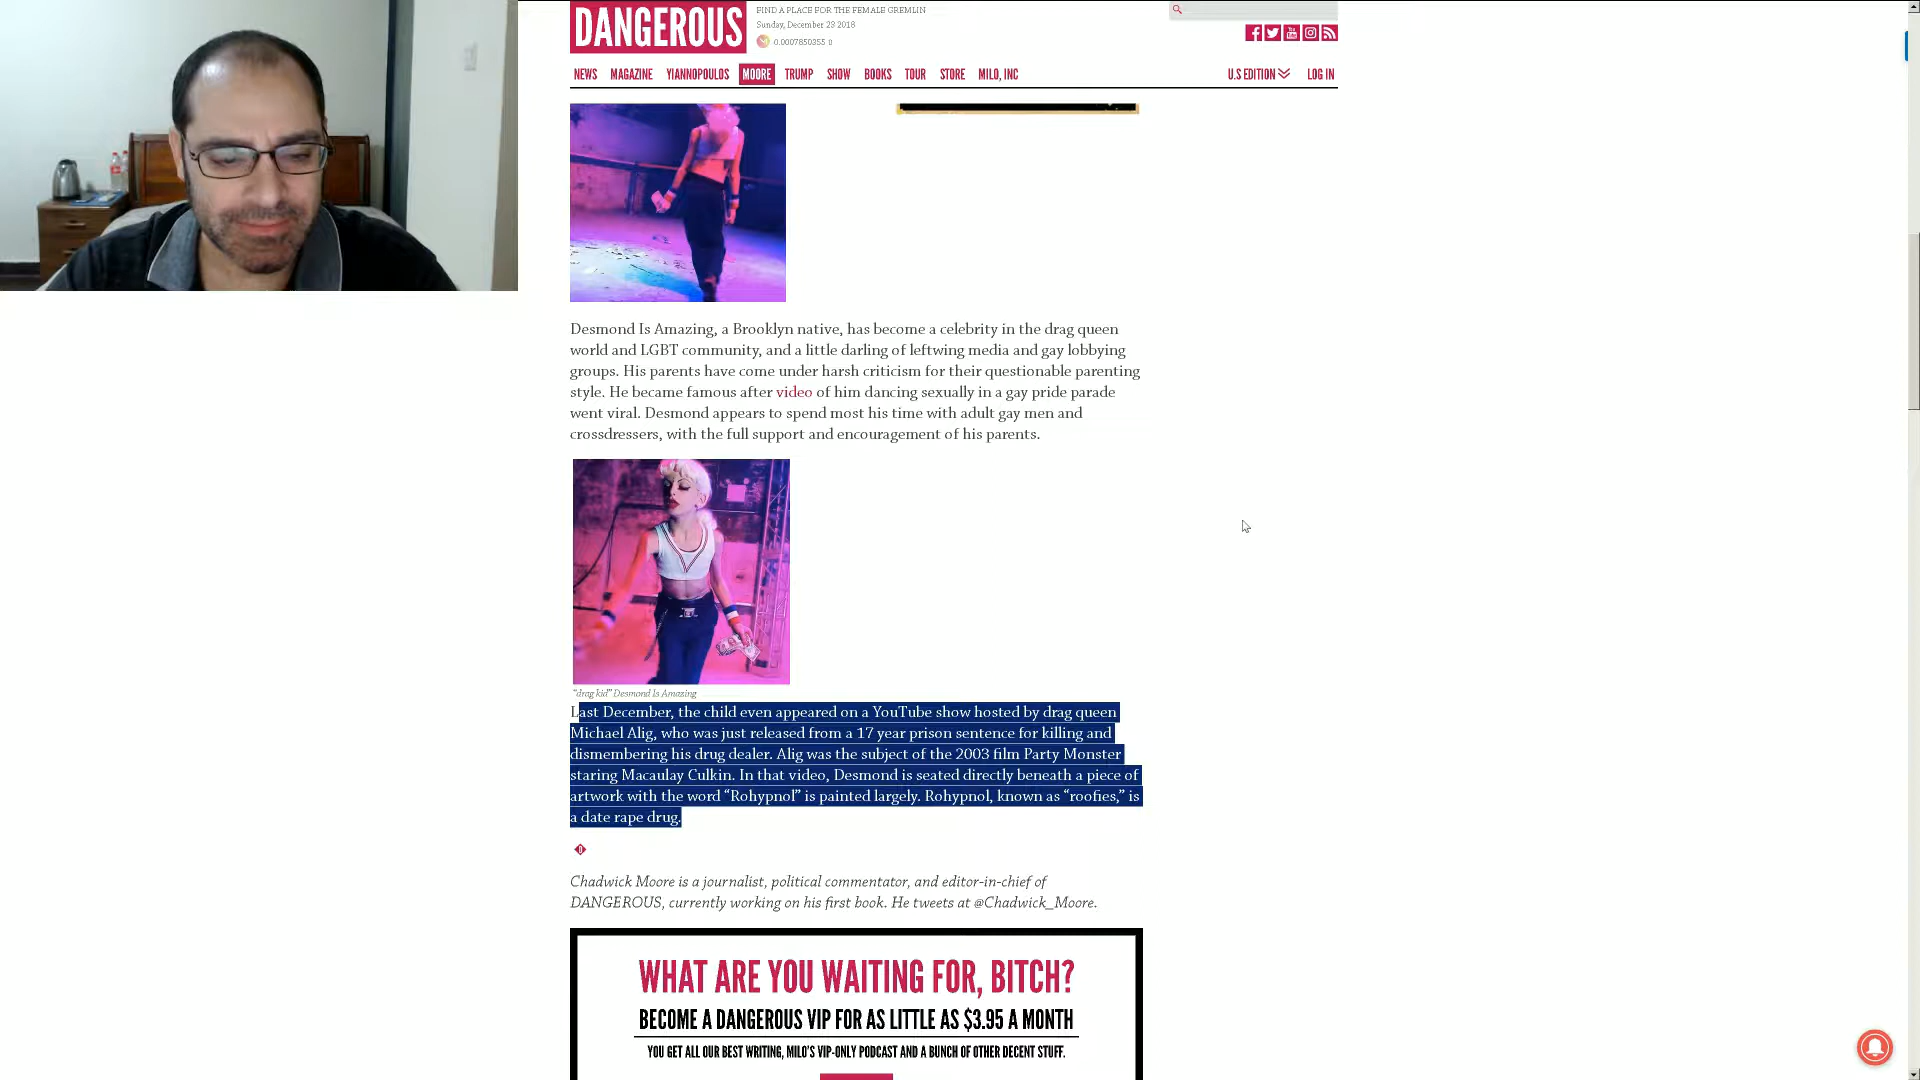 DANGEROUS
FIND A PLACE FOR THE FEMALE GREMLIN
Sunday, December 23 2018
0.0007850355
NEWS MAGAZINE YIANNOPOULOS MOORE TRUMP SHOW BOOKS TOUR STORE MILO, INC U.S EDITION LOG IN
Desmond Is Amazing, a Brooklyn native, has become a celebrity in the drag queen
world and LGBT community, and a little darling of leftwing media and gay lobbying
groups. His parents have come under harsh criticism for their questionable parenting
style. He became famous after video of him dancing sexually in a gay pride parade
went viral. Desmond appears to spend most his time with adult gay men and
crossdressers, with the full support and encouragement of his parents.
"drag kid" Desmond Is Amazing
Last December, the child even appeared on a YouTube show hosted by drag queen
Michael Alig, who was just released from a 17 year prison sentence for killing and
dismembering his drug dealer. Alig was the subject of the 2003 film Party Monster
staring Macaulay Culkin. In that video, Desmond is seated directly beneath a piece of
artwork with the word “Rohypnol” is painted largely. Rohypnol, known as “roofies,” is
a date rape drug.
Chadwick Moore is a journalist, political commentator, and editor-in-chief of
DANGEROUS, currently working on his first book. He tweets at @Chadwick_Moore.
WHAT ARE YOU WAITING FOR, BITCH?
BECOME A DANGEROUS VIP FOR AS LITTLE AS $3.95 A MONTH
YOU GET ALL OUR BEST WRITING, MILO'S VIP-ONLY PODCAST AND A BUNCH OF OTHER DECENT STUFF.